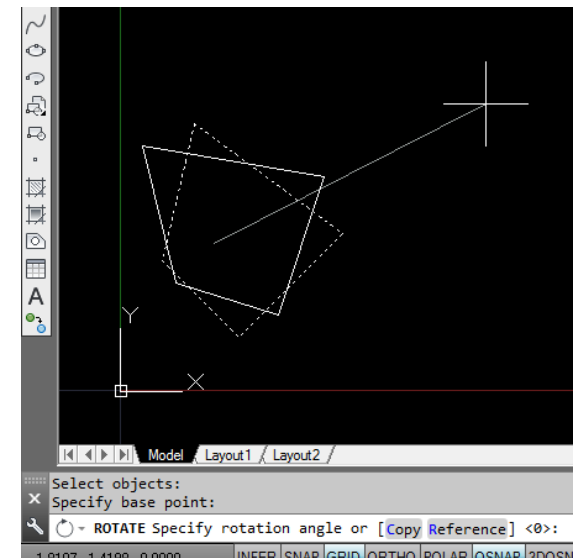 A
Y
X
Model Layout1 Layout2
Select objects:
Specify base point:
ROTATE Specify rotation angle or [Copy Reference] <0>:
INFER SNAP GRID ORTHO POLAR OSNAP 3DOSN